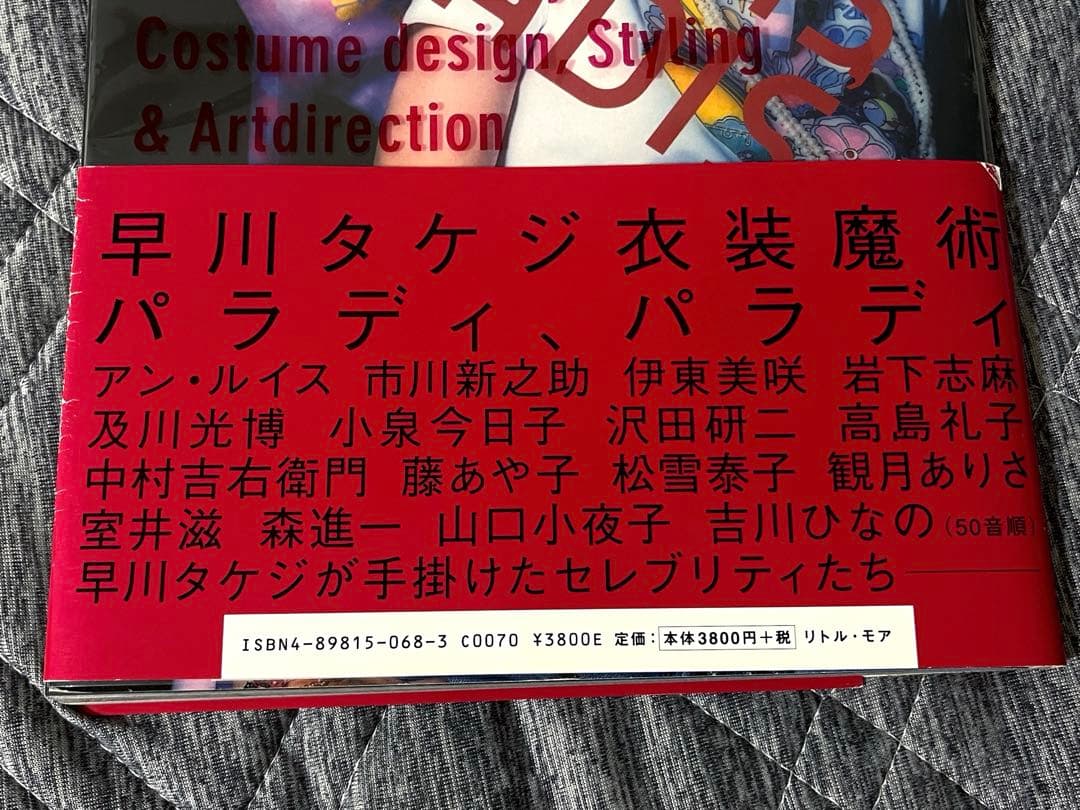 Costume design, Styling
& Artdirection
早川タケジ衣装魔術
パラディ、パラディ
アン・ルイス 市川新之助 伊東美咲 岩下志麻
及川光博 小泉今日子 沢田研二 高島礼子
中村吉右衛門 藤あや子 松雪泰子 観月ありさ
室井滋 森進一 山口小夜子 吉川ひなの(50音順)
早川タケジが手掛けたセレブリティたち
ISBN4-89815-068-3 C0070 ¥3800E 定価:本体3800円+税 リトル・モア